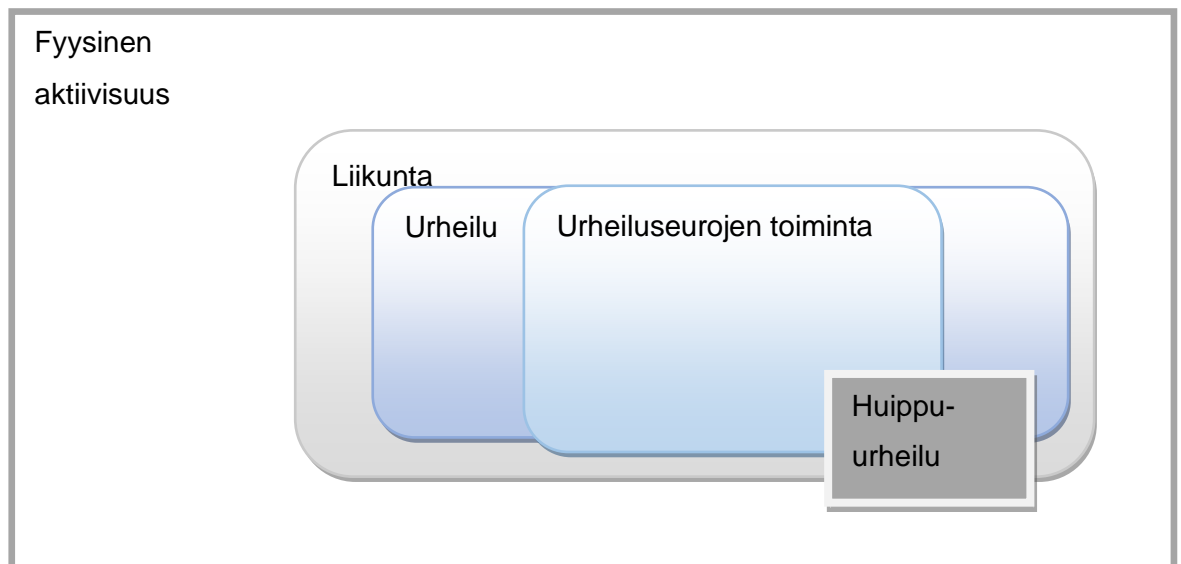 Fyysinen
aktiivisuus
Liikunta
Urheilu
Urheiluseurojen toiminta
Huippu-
urheilu